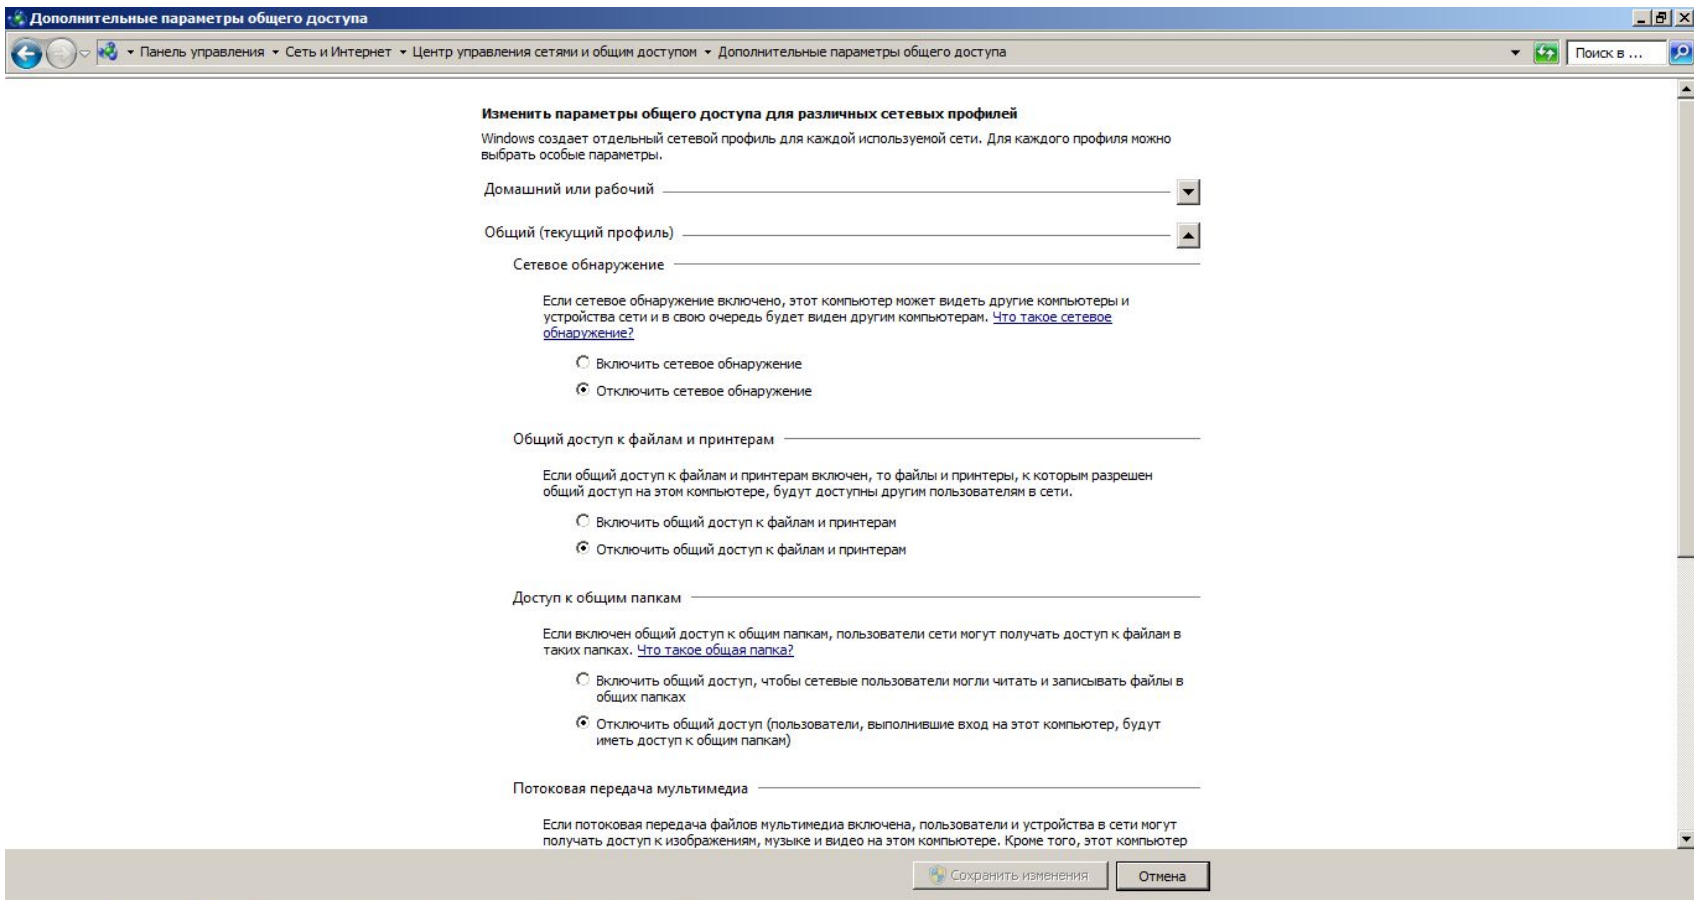 Дополнительные параметры общего доступа
Панель управления Сеть и Интернет Центр управления сетями и общим доступом Дополнительные параметры общего доступа
Поиск в ...
Изменить параметры общего доступа для различных сетевых профилей
Windows создает отдельный сетевой профиль для каждой используемой сети. Для каждого профиля можно
выбрать особые параметры.
Домашний или рабочий
Общий (текущий профиль)
Сетевое обнаружение
Если сетевое обнаружение включено, этот компьютер может видеть другие компьютеры и
устройства сети и в свою очередь будет виден другим компьютерам. Что такое сетевое
обнаружение?
Включить сетевое обнаружение
Отключить сетевое обнаружение
Общий доступ к файлам и принтерам
Если общий доступ к файлам и принтерам включен, то файлы и принтеры, к которым разрешен
общий доступ на этом компьютере, будут доступны другим пользователям в сети.
Включить общий доступ к файлам и принтерам
Отключить общий доступ к файлам и принтерам
Доступ к общим папкам
Если включен общий доступ к общим папкам, пользователи сети могут получать доступ к файлам в
таких папках. Что такое общая папка?
Включить общий доступ, чтобы сетевые пользователи могли читать и записывать файлы в
общих папках
Отключить общий доступ (пользователи, выполнившие вход на этот компьютер, будут
иметь доступ к общим папкам)
Потоковая передача мультимедиа
Если потоковая передача файлов мультимедиа включена, пользователи и устройства в сети могут
получать доступ к изображениям, музыке и видео на этом компьютере. Кроме того, этот компьютер
Сохранить изменения
Отмена